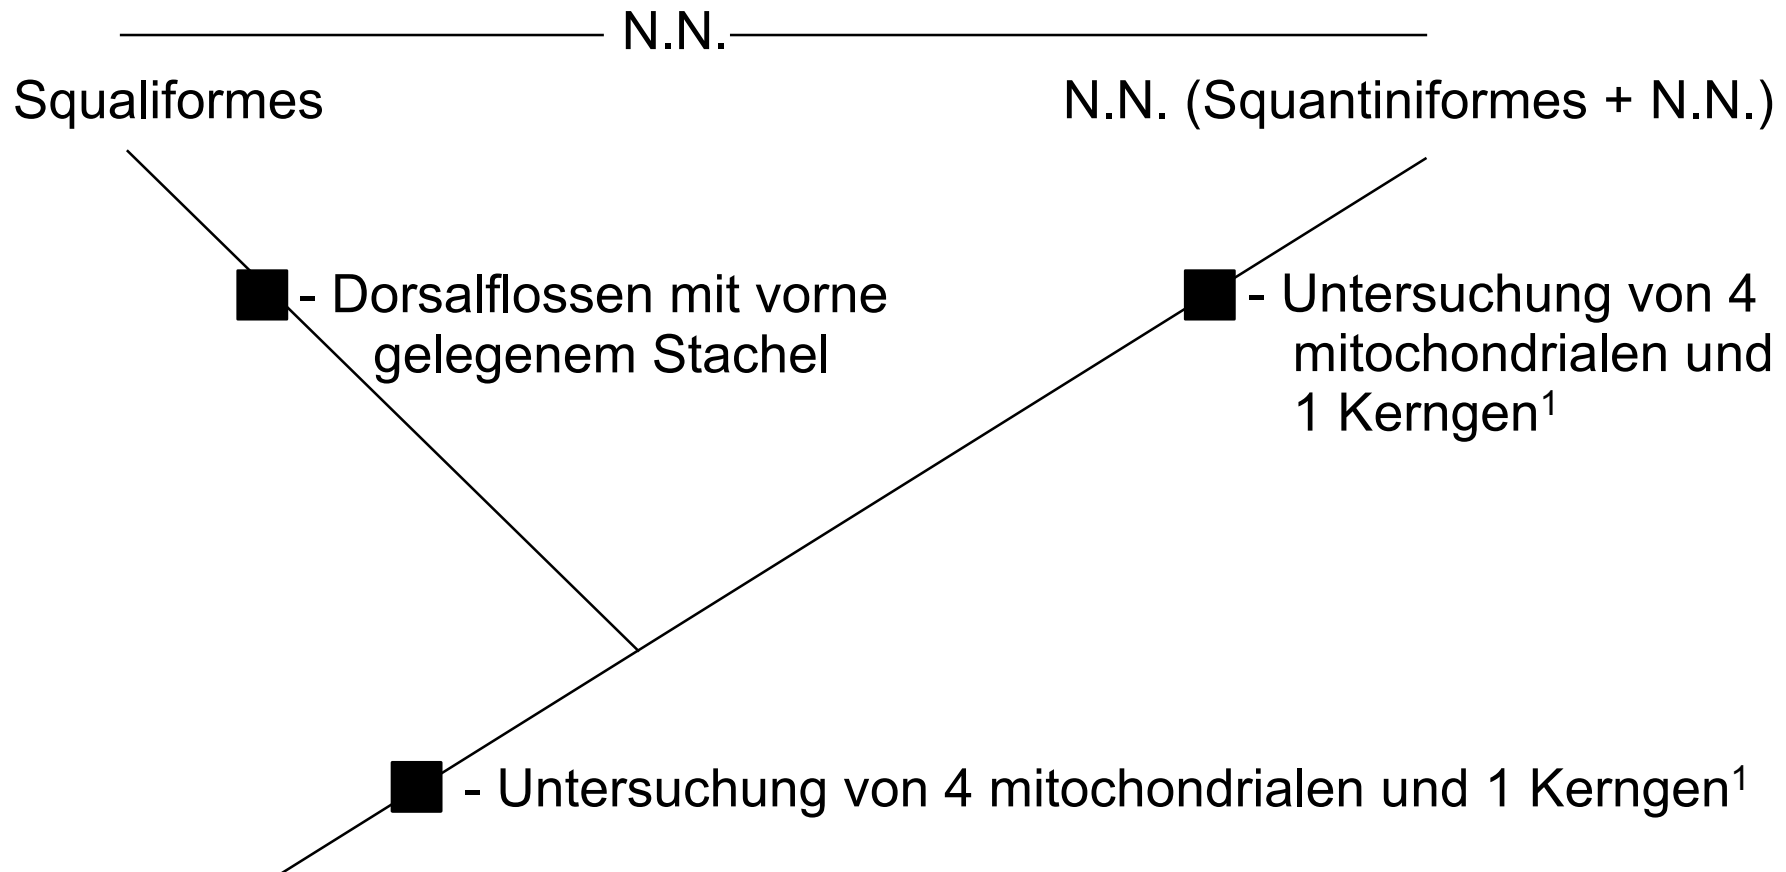 N.N.
Squaliformes
N.N. (Squantiniformes + N.N.)
- Dorsalflossen mit vorne
gelegenem Stachel
- Untersuchung von 4
mitochondrialen und
1 Kerngen¹
- Untersuchung von 4 mitochondrialen und 1 Kerngen¹